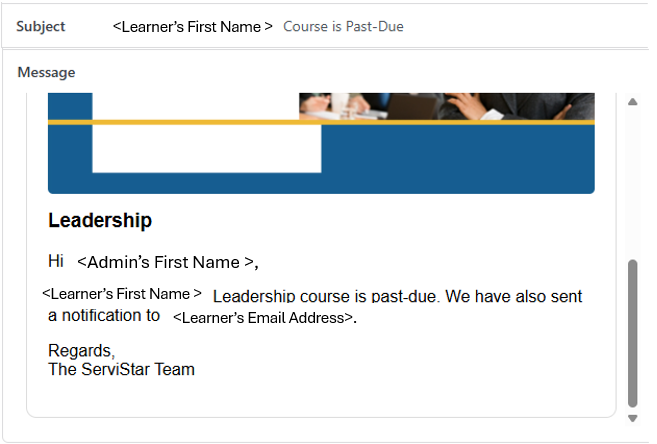 Subject <Learner's First Name > Course is Past-Due
Message
Leadership
Hi <Admin's First Name >,
<Learner's First Name > Leadership course is past-due. We have also sent
a notification to <Learner's Email Address>.
Regards,
The ServiStar Team